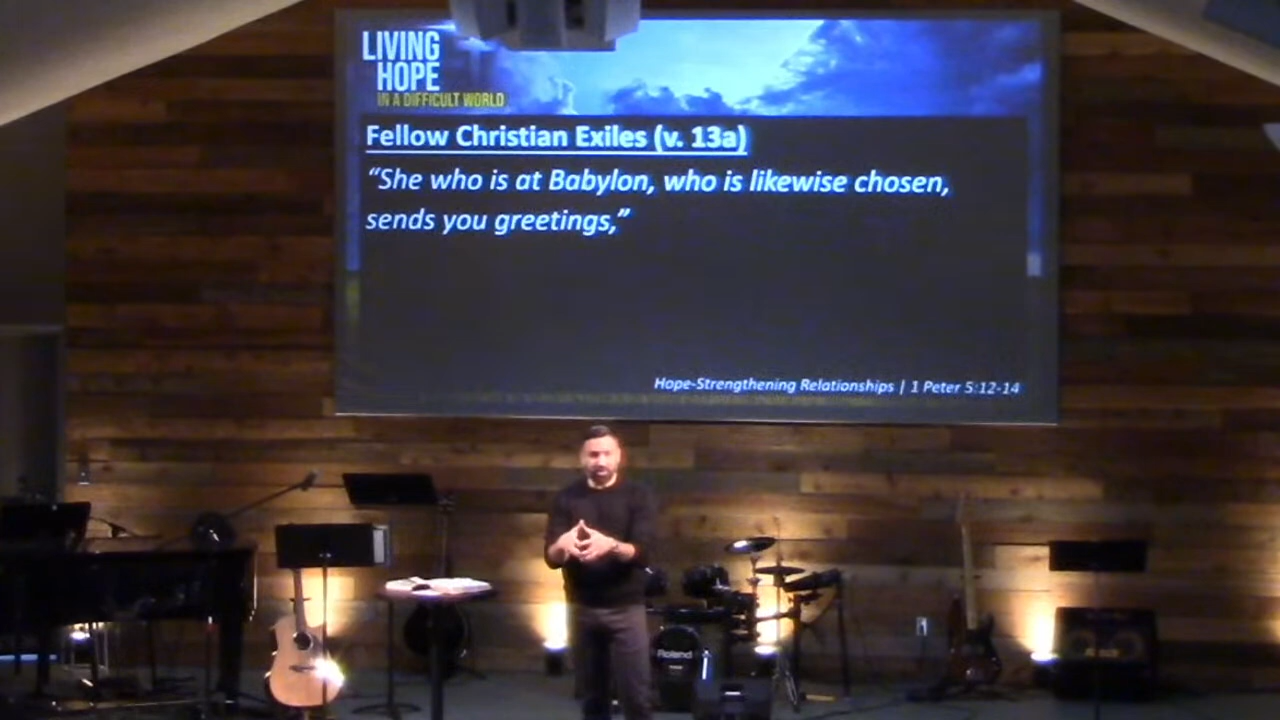 LIVING
HOPE
IN A DIFFICULT WORLD
Fellow Christian Exiles (v. 13a)
“She who is at Babylon, who is likewise chosen,
sends you greetings,”
Hope-Strengthening Relationships | 1 Peter 5:12-14
Roland